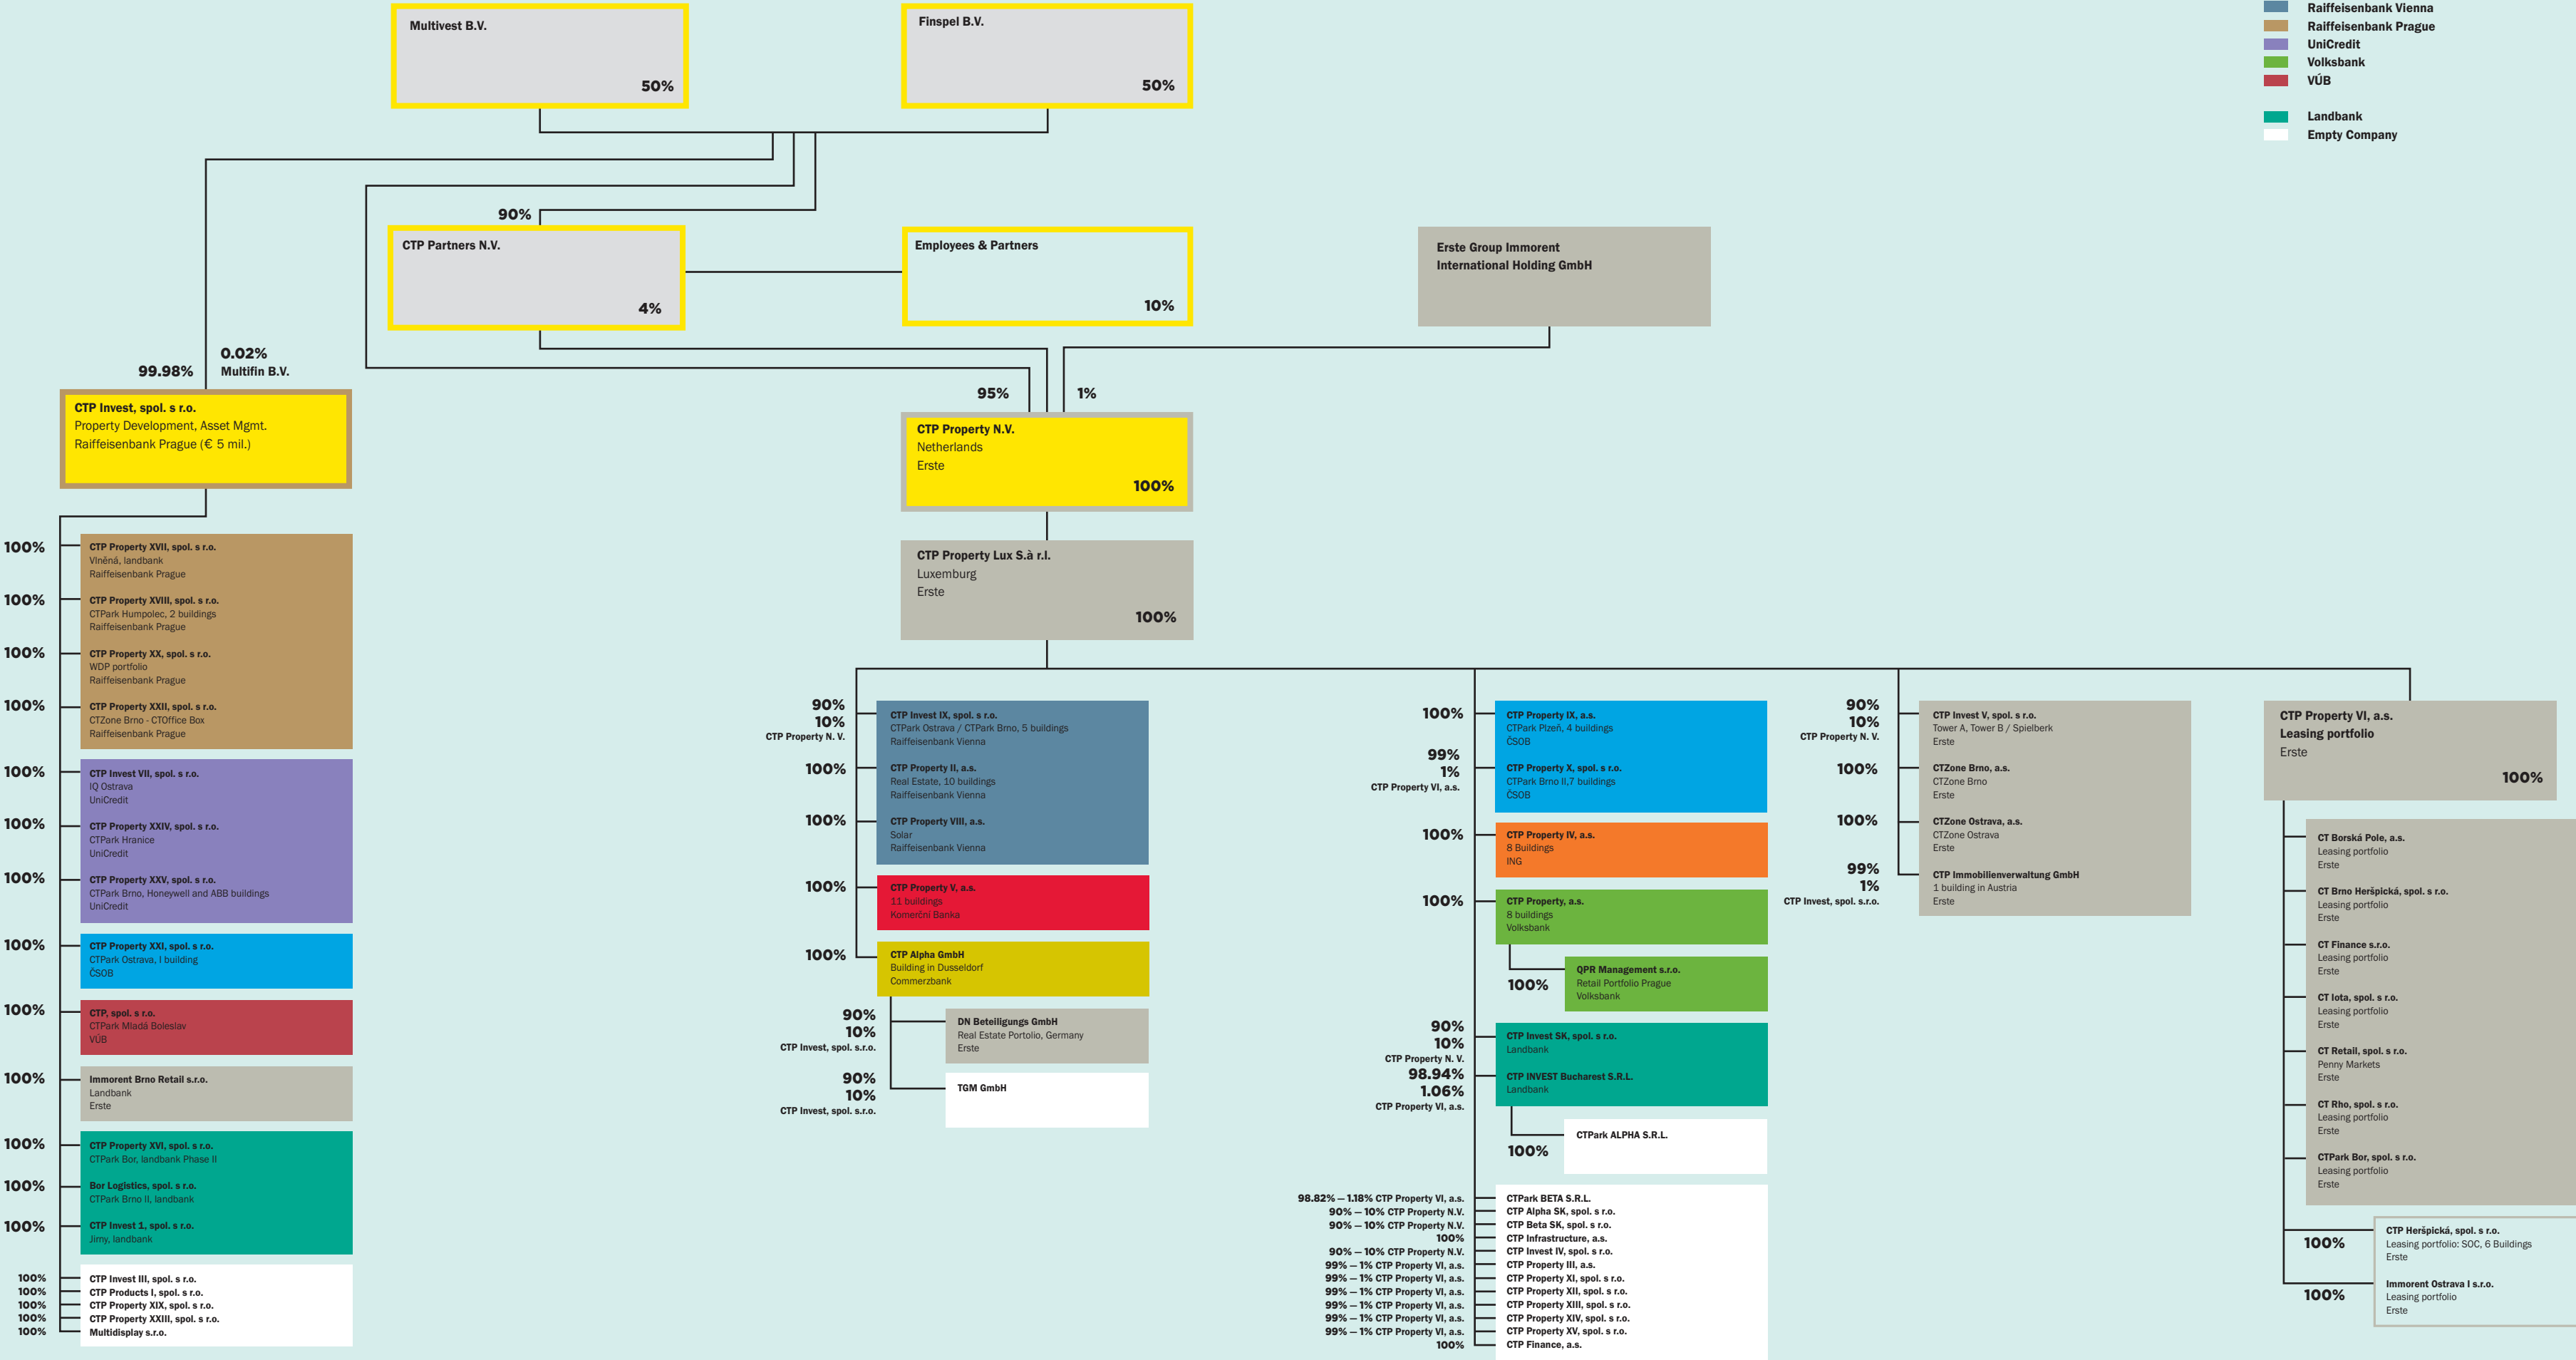 Multivest B.V.
50%
Finspel B.V.
50%
Raiffeisenbank Vienna
Raiffeisenbank Prague
UniCredit
Volksbank
VÚB
Landbank
Empty Company
90%
CTP Partners N.V.
4%
Employees & Partners
10%
Erste Group Immorent
International Holding GmbH
99.98%
0.02%
Multifin B.V.
95%
1%
CTP Invest, spol. s r.o.
Property Development, Asset Mgmt.
Raiffeisenbank Prague (€ 5 mil.)
CTP Property N.V.
Netherlands
Erste
100%
CTP Property Lux S.à r.l.
Luxemburg
Erste
100%
100%
CTP Property XVII, spol. s r.o.
Vlněná, landbank
Raiffeisenbank Prague
100%
CTP Property XVIII, spol. s r.o.
CTPark Humpolec, 2 buildings
Raiffeisenbank Prague
100%
CTP Property XX, spol. s r.o.
WDP portfolio
Raiffeisenbank Prague
100%
CTP Property XXII, spol. s r.o.
CTZone Brno - CTOffice Box
Raiffeisenbank Prague
100%
CTP Invest VII, spol. s r.o.
IQ Ostrava
UniCredit
100%
CTP Property XXIV, spol. s r.o.
CTPark Hranice
UniCredit
100%
CTP Property XXV, spol. s r.o.
CTPark Brno, Honeywell and ABB buildings
UniCredit
100%
CTP Property XXI, spol. s r.o.
CTPark Ostrava, I building
ČSOB
100%
CTP, spol. s r.o.
CTPark Mladá Boleslav
VÚB
100%
Immorent Brno Retail s.r.o.
Landbank
Erste
100%
CTP Property XVI, spol. s r.o.
CTPark Bor, landbank Phase II
100%
Bor Logistics, spol. s r.o.
CTPark Brno II, landbank
100%
CTP Invest 1, spol. s r.o.
Jirny, landbank
100%
CTP Invest III, spol. s r.o.
100%
CTP Products I, spol. s r.o.
100%
CTP Property XIX, spol. s r.o.
100%
CTP Property XXIII, spol. s r.o.
100%
Multidisplay s.r.o.
90%
10%
CTP Property N. V.
CTP Invest IX, spol. s r.o.
CTPark Ostrava / CTPark Brno, 5 buildings
Raiffeisenbank Vienna
100%
CTP Property II, a.s.
Real Estate, 10 buildings
Raiffeisenbank Vienna
100%
CTP Property VIII, a.s.
Solar
Raiffeisenbank Vienna
100%
CTP Property V, a.s.
11 buildings
Komerční Banka
100%
CTP Alpha GmbH
Building in Dusseldorf
Commerzbank
90%
10%
CTP Invest, spol. s.r.o.
DN Beteiligungs GmbH
Real Estate Portolio, Germany
Erste
90%
10%
CTP Invest, spol. s.r.o.
TGM GmbH
100%
CTP Property IX, a.s.
CTPark Plzeň, 4 buildings
ČSOB
99%
1%
CTP Property VI, a.s.
CTP Property X, spol. s r.o.
CTPark Brno II,7 buildings
ČSOB
100%
CTP Property IV, a.s.
8 Buildings
ING
100%
CTP Property, a.s.
8 buildings
Volksbank
100%
QPR Management s.r.o.
Retail Portfolio Prague
Volksbank
90%
10%
CTP Property N. V.
CTP Invest SK, spol. s r.o.
Landbank
98.94%
1.06%
CTP Property VI, a.s.
CTP INVEST Bucharest S.R.L.
Landbank
100%
CTPark ALPHA S.R.L.
98.82% — 1.18% CTP Property VI, a.s.
CTPark BETA S.R.L.
90% — 10% CTP Property N.V.
CTP Alpha SK, spol. s r.o.
90% — 10% CTP Property N.V.
CTP Beta SK, spol. s r.o.
100%
CTP Infrastructure, a.s.
90% — 10% CTP Property N.V.
CTP Invest IV, spol. s r.o.
99% — 1% CTP Property VI, a.s.
CTP Property III, a.s.
99% — 1% CTP Property VI, a.s.
CTP Property XI, spol. s r.o.
99% — 1% CTP Property VI, a.s.
CTP Property XII, spol. s r.o.
99% — 1% CTP Property VI, a.s.
CTP Property XIII, spol. s r.o.
99% — 1% CTP Property VI, a.s.
CTP Property XIV, spol. s r.o.
99% — 1% CTP Property VI, a.s.
CTP Property XV, spol. s r.o.
100%
CTP Finance, a.s.
90%
10%
CTP Property N. V.
CTP Invest V, spol. s r.o.
Tower A, Tower B / Spielberk
Erste
100%
CTZone Brno, a.s.
CTZone Brno
Erste
100%
CTZone Ostrava, a.s.
CTZone Ostrava
Erste
99%
1%
CTP Invest, spol. s.r.o.
CTP Immobilienverwaltung GmbH
1 building in Austria
Erste
CTP Property VI, a.s.
Leasing portfolio
Erste
100%
CT Borská Pole, a.s.
Leasing portfolio
Erste
CT Brno Heršpická, spol. s r.o.
Leasing portfolio
Erste
CT Finance s.r.o.
Leasing portfolio
Erste
CT Iota, spol. s r.o.
Leasing portfolio
Erste
CT Retail, spol. s r.o.
Penny Markets
Erste
CT Rho, spol. s r.o.
Leasing portfolio
Erste
CTPark Bor, spol. s r.o.
Leasing portfolio
Erste
100%
CTP Heršpická, spol. s r.o.
Leasing portfolio: SOC, 6 Buildings
Erste
100%
Immorent Ostrava I s.r.o.
Leasing portfolio
Erste